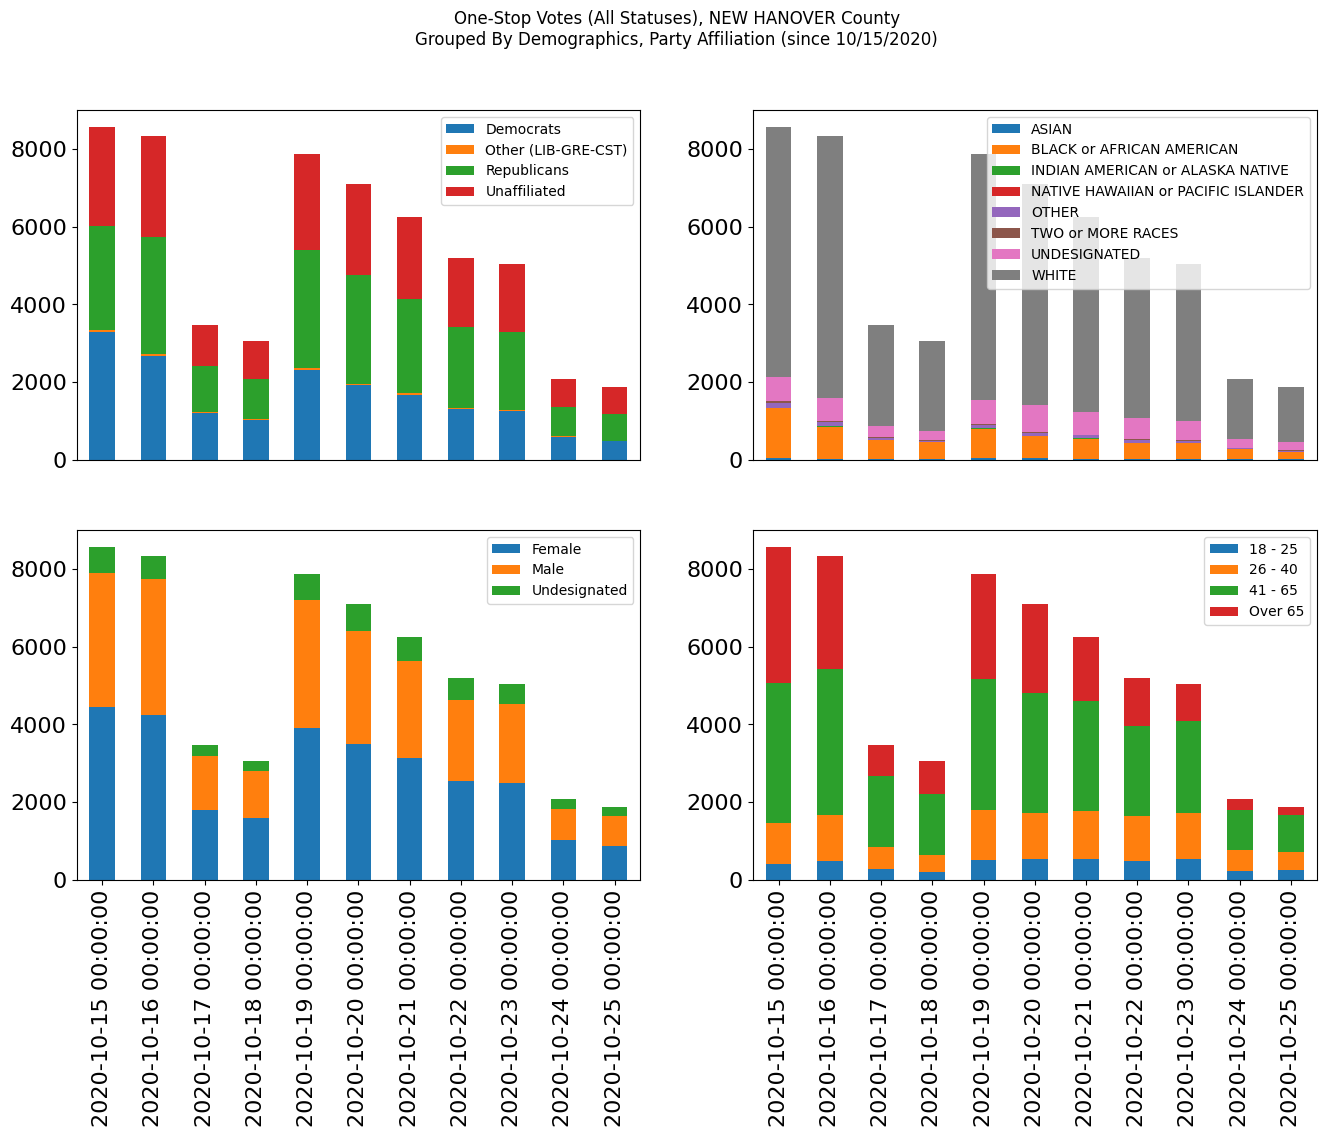 One-Stop Votes (All Statuses), NEW HANOVER County
Grouped By Demographics, Party Affiliation (since 10/15/2020)
8000
6000
4000
2000
0
Democrats
Other (LIB-GRE-CST)
Republicans
Unaffiliated
8000
6000
4000
2000
0
ASIAN
BLACK or AFRICAN AMERICAN
INDIAN AMERICAN or ALASKA NATIVE
NATIVE HAWAIIAN or PACIFIC ISLANDER
OTHER
TWO or MORE RACES
UNDESIGNATED
WHITE
8000
6000
4000
2000
0
Female
Male
Undesignated
2020-10-15 00:00:00
2020-10-16 00:00:00
2020-10-17 00:00:00
2020-10-18 00:00:00
2020-10-19 00:00:00
2020-10-20 00:00:00
2020-10-21 00:00:00
2020-10-22 00:00:00
2020-10-23 00:00:00
2020-10-24 00:00:00
2020-10-25 00:00:00
8000
6000
4000
2000
0
18 - 25
26 - 40
41 - 65
Over 65
2020-10-15 00:00:00
2020-10-16 00:00:00
2020-10-17 00:00:00
2020-10-18 00:00:00
2020-10-19 00:00:00
2020-10-20 00:00:00
2020-10-21 00:00:00
2020-10-22 00:00:00
2020-10-23 00:00:00
2020-10-24 00:00:00
2020-10-25 00:00:00